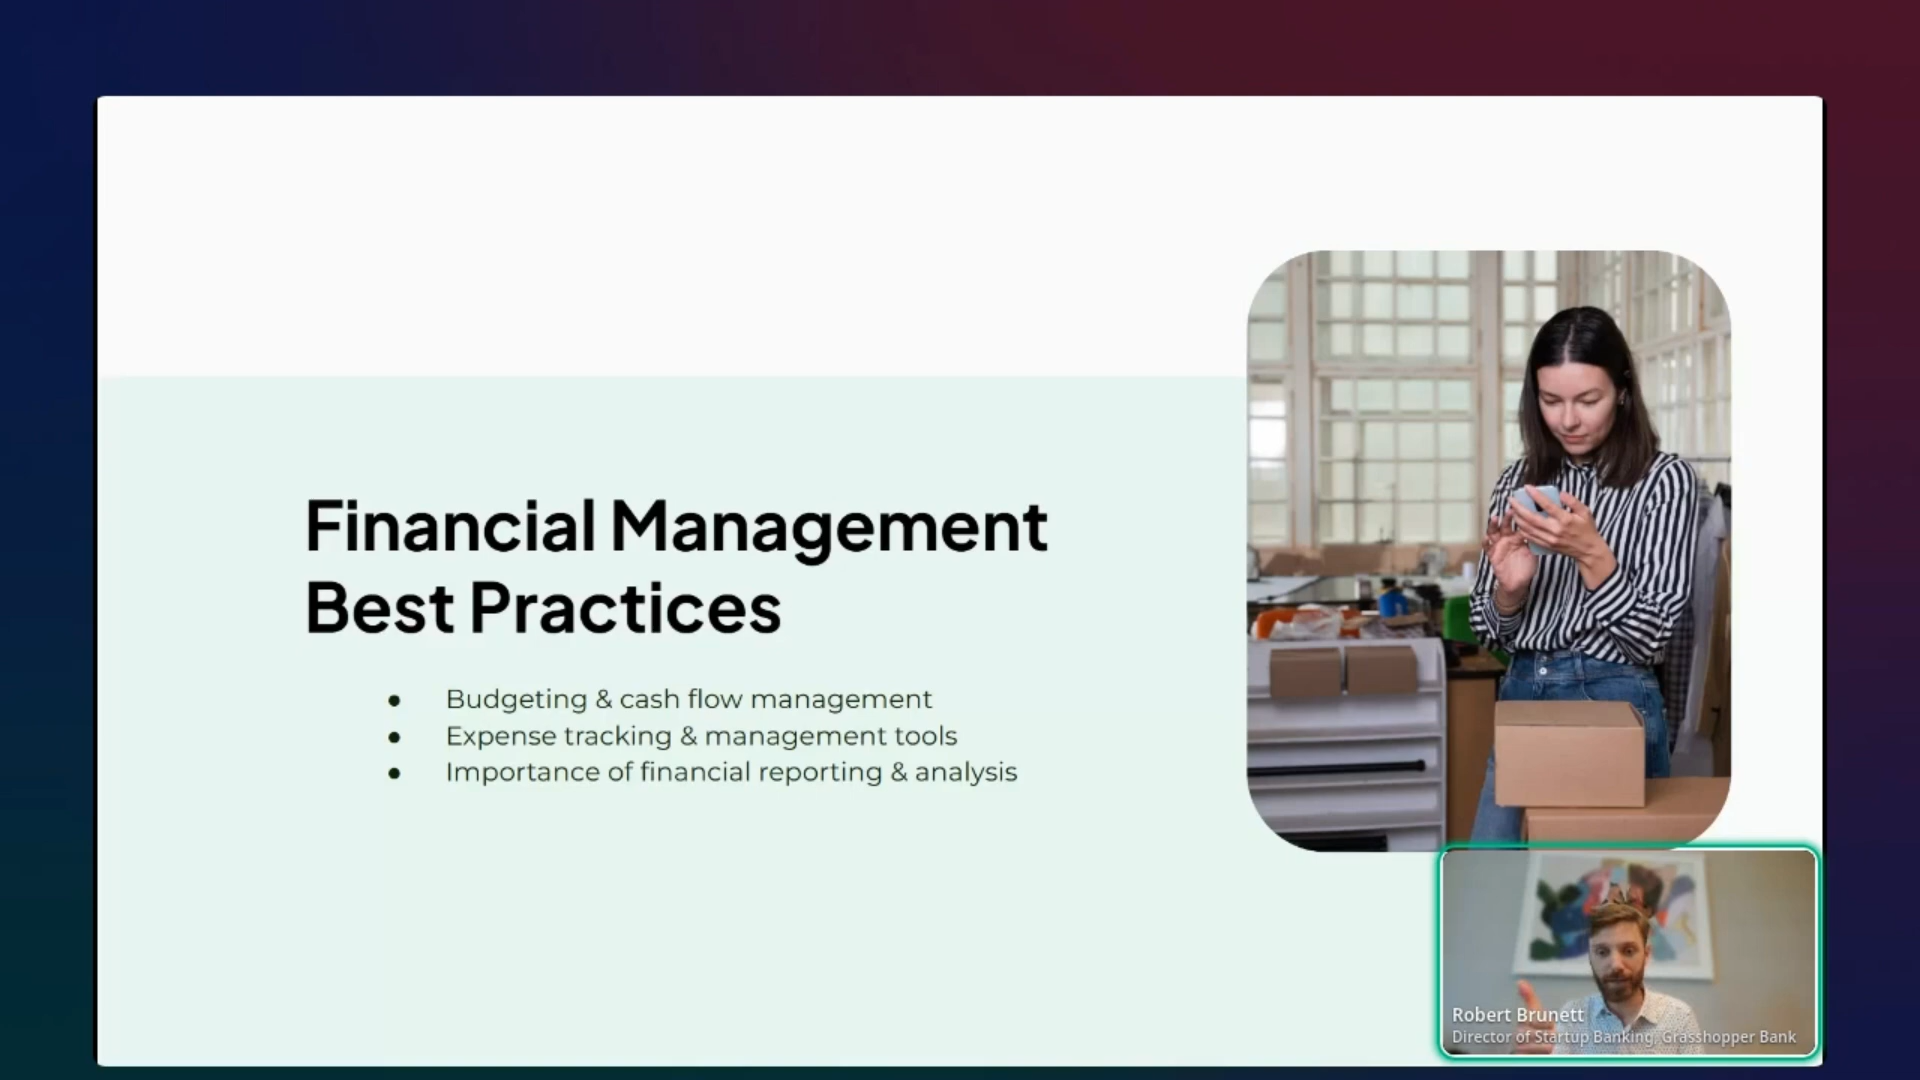 Financial Management
Best Practices
● Budgeting & cash flow management
● Expense tracking & management tools
● Importance of financial reporting & analysis
Robert Brunett
Director of Startup Banking, Grasshopper Bank